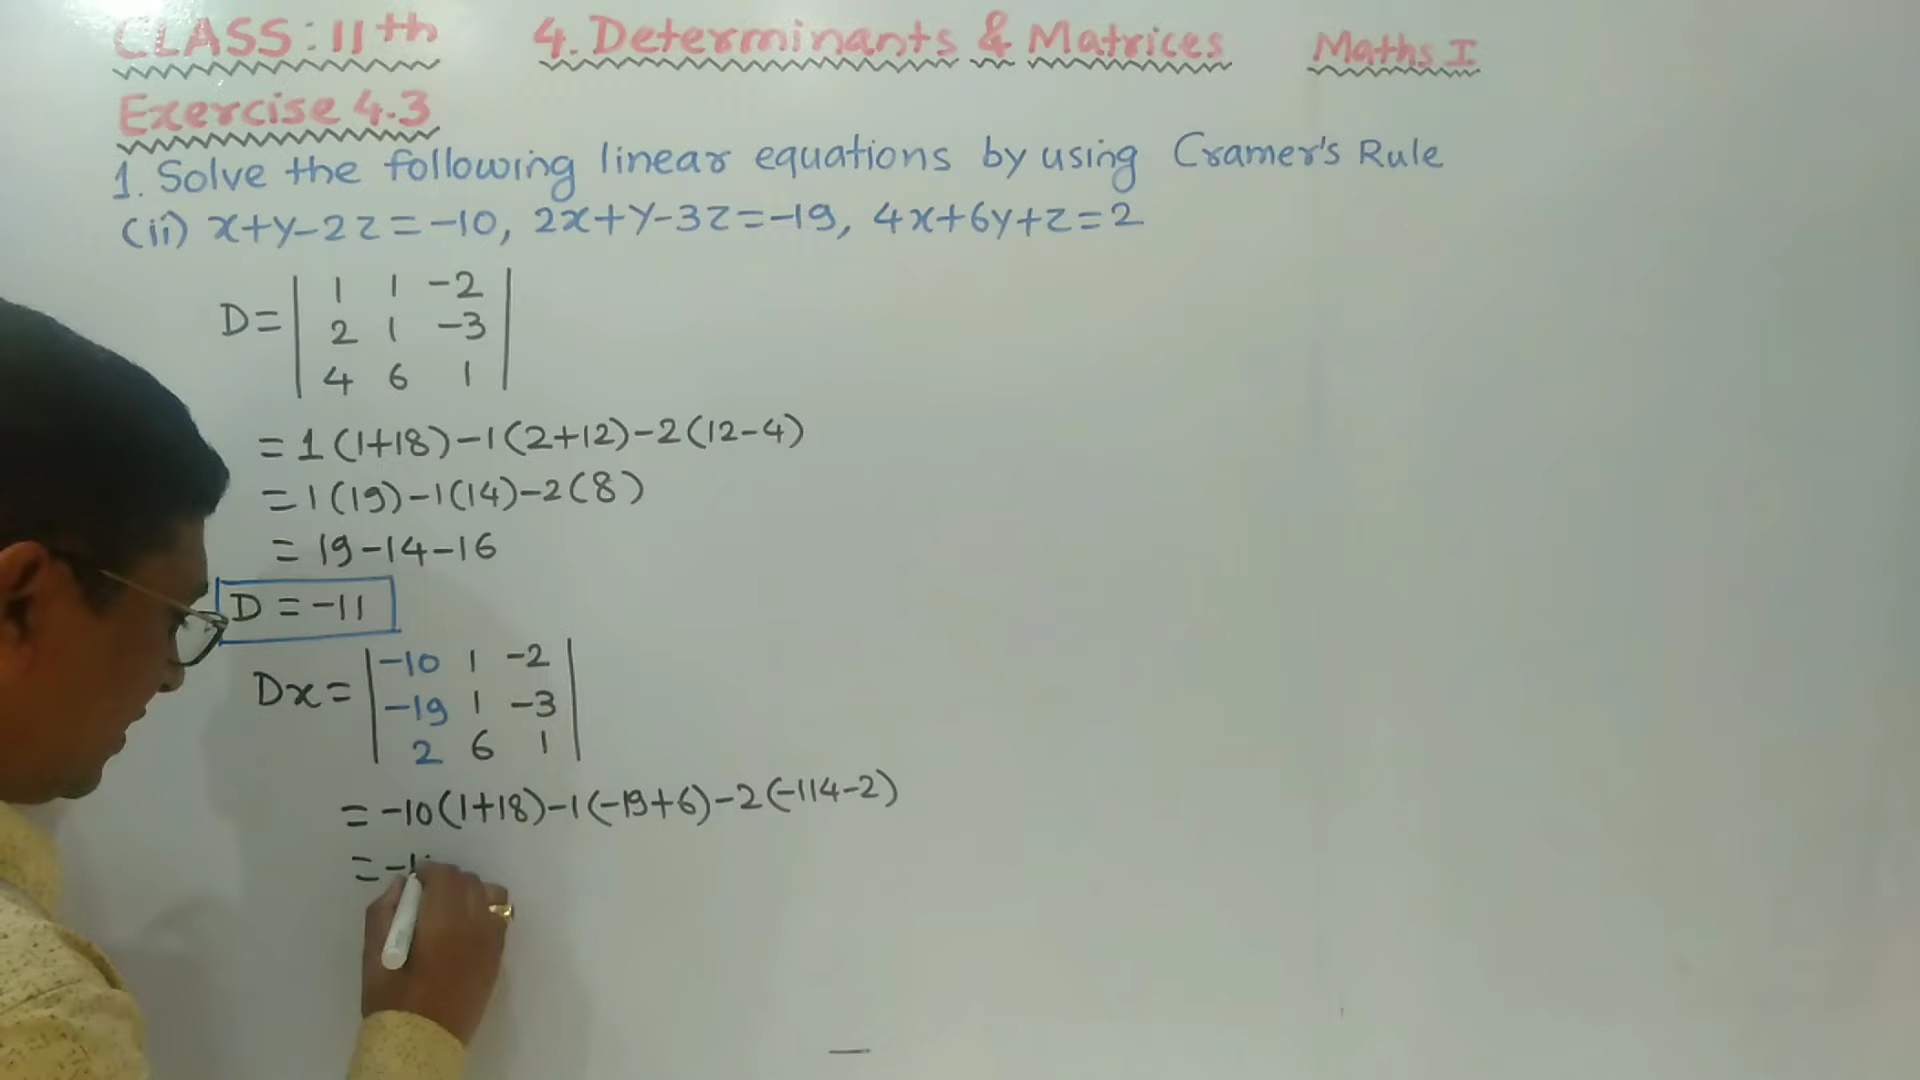 CLASS: 11th 4. Determinants & Matrices Maths I
Exercise 4.3
1. Solve the following linear equations by using Cramer's Rule
(ii) x+y-2z=-10, 2x+y-3z=-19, 4x+6y+z=2
D= | 1 1 -2 |
| 2 1 -3 |
| 4 6 1 |
= 1(1+18)-1(2+12)-2(12-4)
= 1(19)-1(14)-2(8)
= 19-14-16
D = -11
Dx = | -10 1 -2 |
| -19 1 -3 |
| 2 6 1 |
= -10(1+18)-1(-19+6)-2(-114-2)
= -1